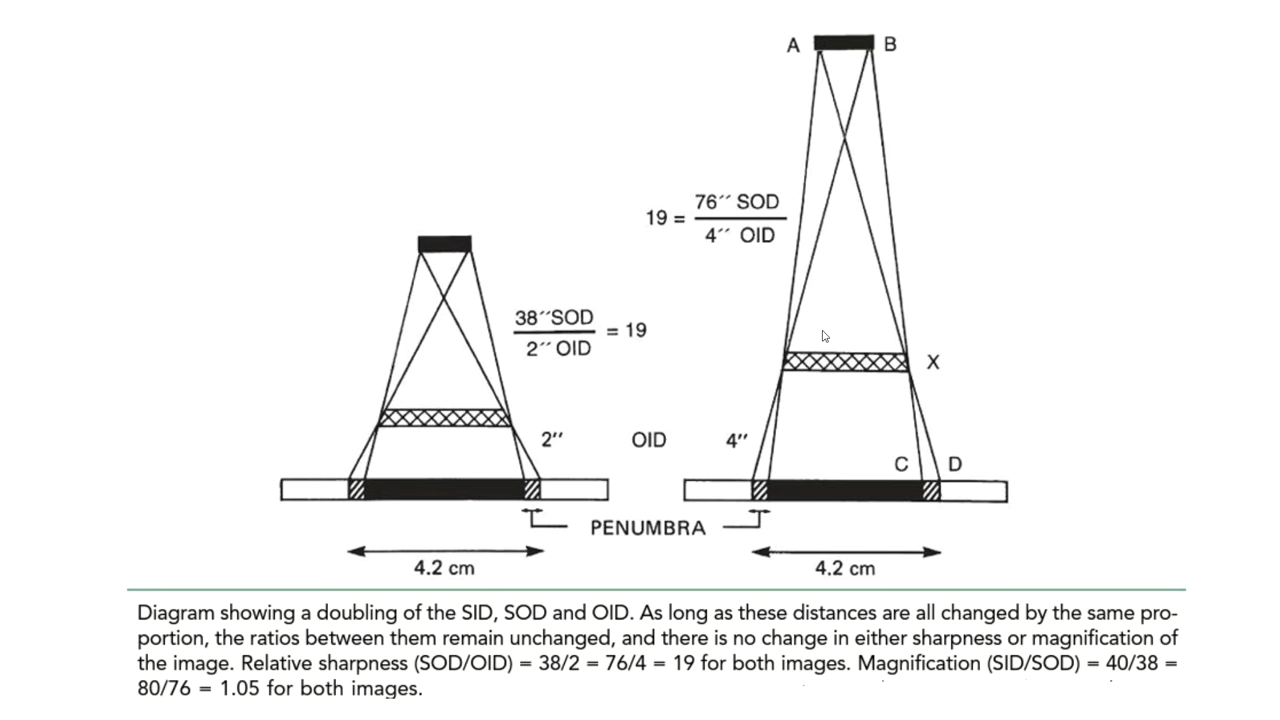 A B
76′′ SOD
19 =
4′′ OID
38′′SOD
= 19
2′′ OID
X
2′′ OID 4′′
C D
PENUMBRA
4.2 cm 4.2 cm
Diagram showing a doubling of the SID, SOD and OID. As long as these distances are all changed by the same pro-
portion, the ratios between them remain unchanged, and there is no change in either sharpness or magnification of
the image. Relative sharpness (SOD/OID) = 38/2 = 76/4 = 19 for both images. Magnification (SID/SOD) = 40/38 =
80/76 = 1.05 for both images.